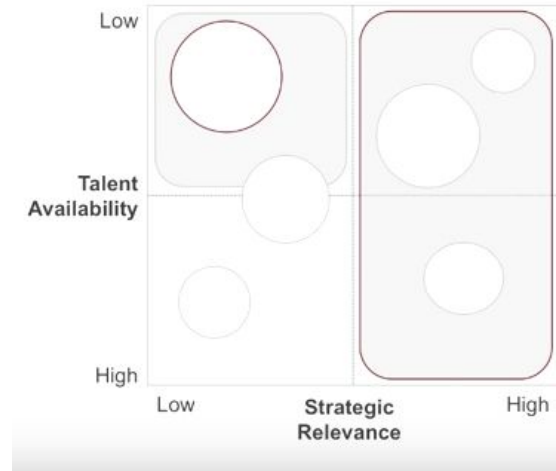 Low
Talent
Availability
High
Low
Strategic
Relevance
High